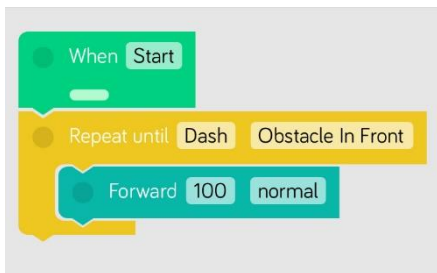 When Start
Repeat until Dash Obstacle In Front
Forward 100 normal